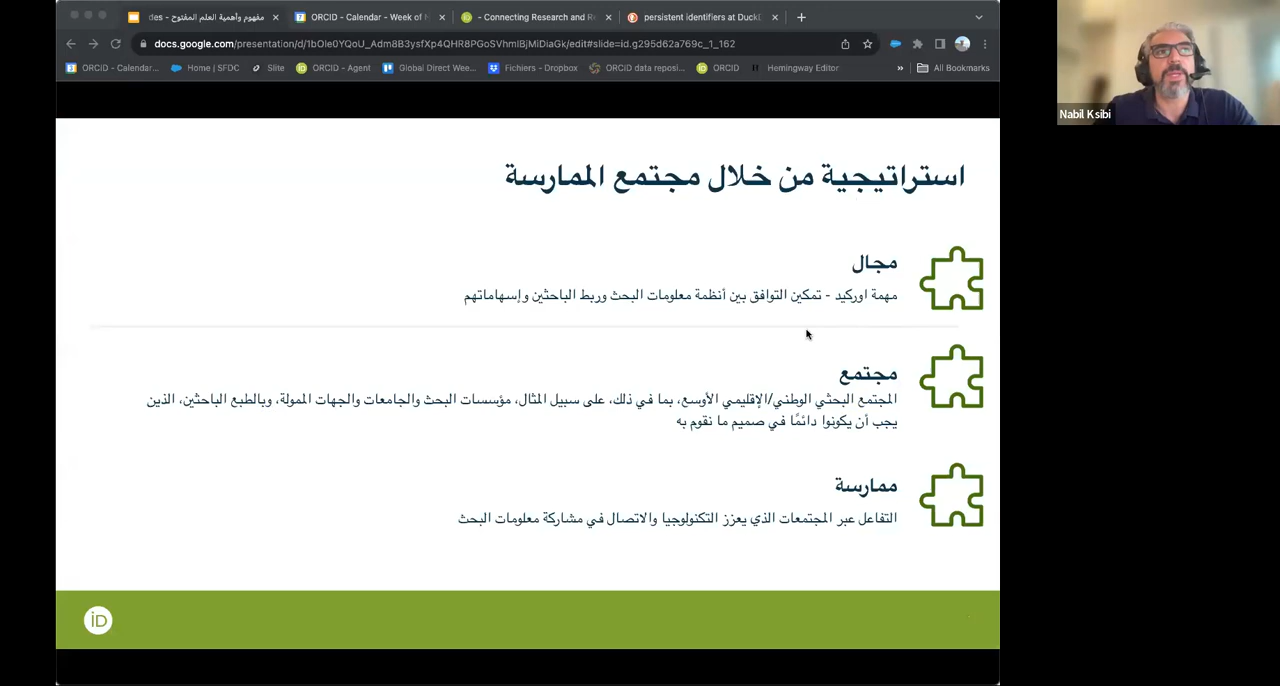 مفهوم وأهمية العلم المفتوح - des
ORCID - Calendar - Week of
- Connecting Research and R
persistent identifiers at Duck
docs.google.com/presentation/d/1bOle0YQoU_Adm8B3ysfXp4QHR8PGoSVhmlBjMiDiaGk/edit#slide=id.g295d62a769c_1_162
ORCiD - Calendar...
Home | SFDC
Slite
ORCID - Agent
Global Direct Wee...
Fichiers - Dropbox
ORCiD data reposi...
ORCID
Hemingway Editor
»
All Bookmarks
Nabil Ksibi
استراتيجية من خلال مجتمع الممارسة
مجال
مهمة اوركيد - تمكين التوافق بين أنظمة معلومات البحث وربط الباحثين وإسهاماتهم
مجتمع
المجتمع البحثي الوطني/الإقليمي الأوسع، بما في ذلك، على سبيل المثال، مؤسسات البحث والجامعات والجهات الممولة، وبالطبع الباحثين، الذين
يجب أن يكونوا دائمًا في صميم ما نقوم به
ممارسة
التفاعل عبر المجتمعات الذي يعزز التكنولوجيا والاتصال في مشاركة معلومات البحث
iD